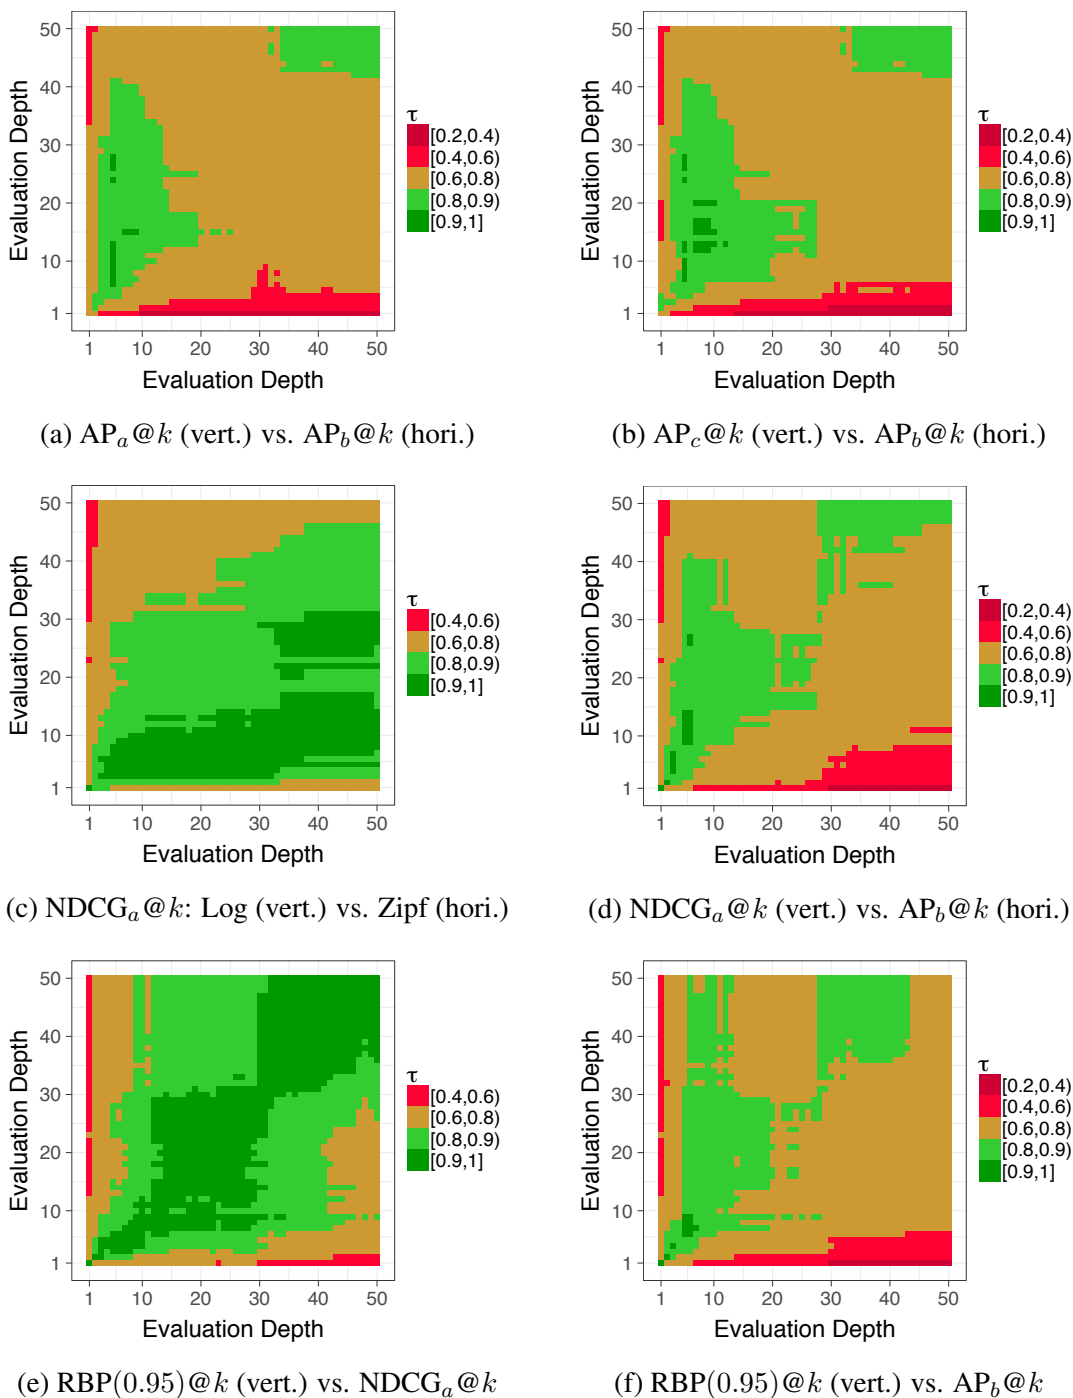 50
40
30
20
10
1
Evaluation Depth
1 10 20 30 40 50
Evaluation Depth
τ
[0.2,0.4)
[0.4,0.6)
[0.6,0.8)
[0.8,0.9)
[0.9,1]
(a) APa@k (vert.) vs. APb@k (hori.)
50
40
30
20
10
1
Evaluation Depth
1 10 20 30 40 50
Evaluation Depth
τ
[0.2,0.4)
[0.4,0.6)
[0.6,0.8)
[0.8,0.9)
[0.9,1]
(b) APc@k (vert.) vs. APb@k (hori.)
50
40
30
20
10
1
Evaluation Depth
1 10 20 30 40 50
Evaluation Depth
τ
[0.4,0.6)
[0.6,0.8)
[0.8,0.9)
[0.9,1]
(c) NDCGa@k: Log (vert.) vs. Zipf (hori.)
50
40
30
20
10
1
Evaluation Depth
1 10 20 30 40 50
Evaluation Depth
τ
[0.2,0.4)
[0.4,0.6)
[0.6,0.8)
[0.8,0.9)
[0.9,1]
(d) NDCGa@k (vert.) vs. APb@k (hori.)
50
40
30
20
10
1
Evaluation Depth
1 10 20 30 40 50
Evaluation Depth
τ
[0.4,0.6)
[0.6,0.8)
[0.8,0.9)
[0.9,1]
(e) RBP(0.95)@k (vert.) vs. NDCGa@k
50
40
30
20
10
1
Evaluation Depth
1 10 20 30 40 50
Evaluation Depth
τ
[0.2,0.4)
[0.4,0.6)
[0.6,0.8)
[0.8,0.9)
[0.9,1]
(f) RBP(0.95)@k (vert.) vs. APb@k